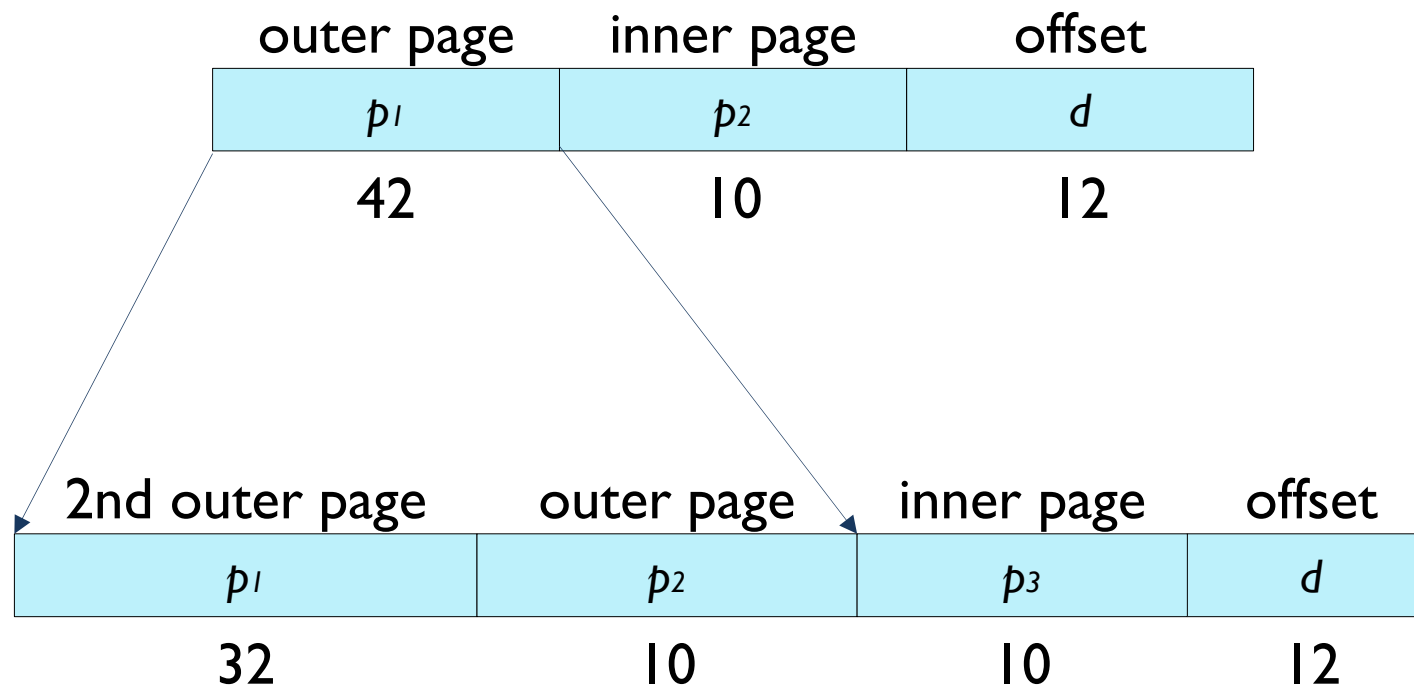 outer page inner page offset
p1 p2 d
42 10 12
2nd outer page outer page inner page offset
p1 p2 p3 d
32 10 10 12